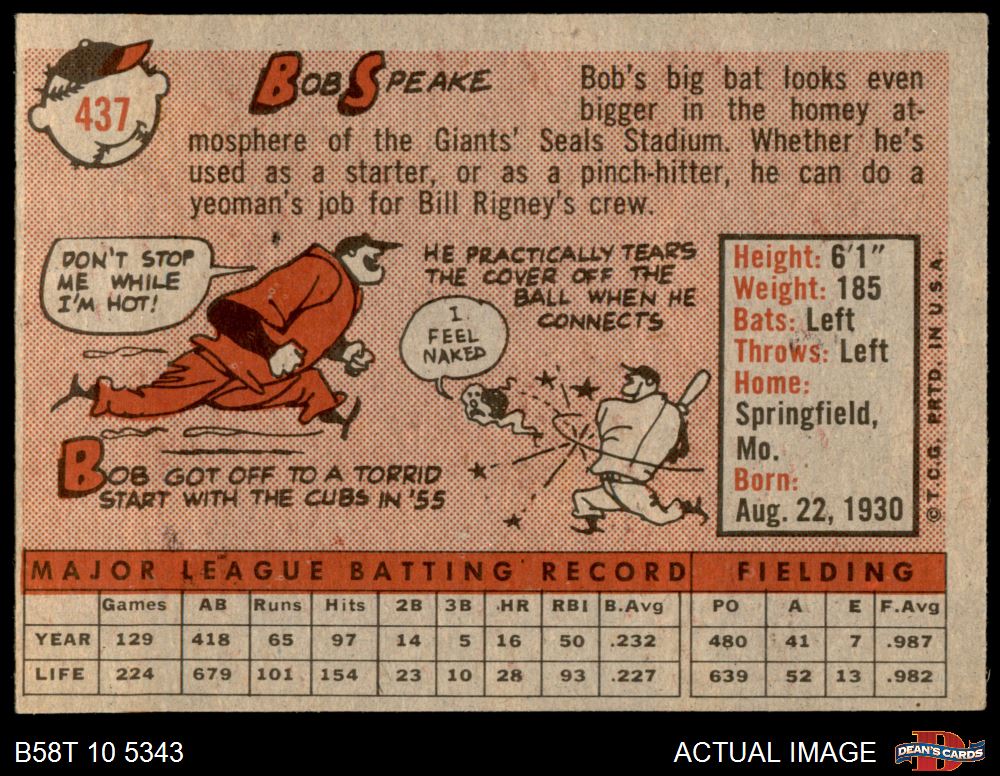 437
BOB SPEAKE
Bob's big bat looks even
bigger in the homey at-
mosphere of the Giants' Seals Stadium. Whether he's
used as a starter, or as a pinch-hitter, he can do a
yeoman's job for Bill Rigney's crew.
DON'T STOP
ME WHILE
I'M HOT!
BOB GOT OFF TO A TORRID
START WITH THE CUBS IN '55
HE PRACTICALLY TEARS
THE COVER OFF THE
BALL WHEN HE
CONNECTS
I
FEEL
NAKED
Height: 6'1"
Weight: 185
Bats: Left
Throws: Left
Home:
Springfield,
Mo.
Born:
Aug. 22, 1930
©T.C.G. PRTD. IN U.S.A.
MAJOR LEAGUE BATTING RECORD FIELDING
Games AB Runs Hits 2B 3B HR RBI B.Avg PO A E F.Avg
YEAR 129 418 65 97 14 5 16 50 .232 480 41 7 .987
LIFE 224 679 101 154 23 10 28 93 .227 639 52 13 .982
B58T 10 5343 ACTUAL IMAGE DEAN'S CARDS